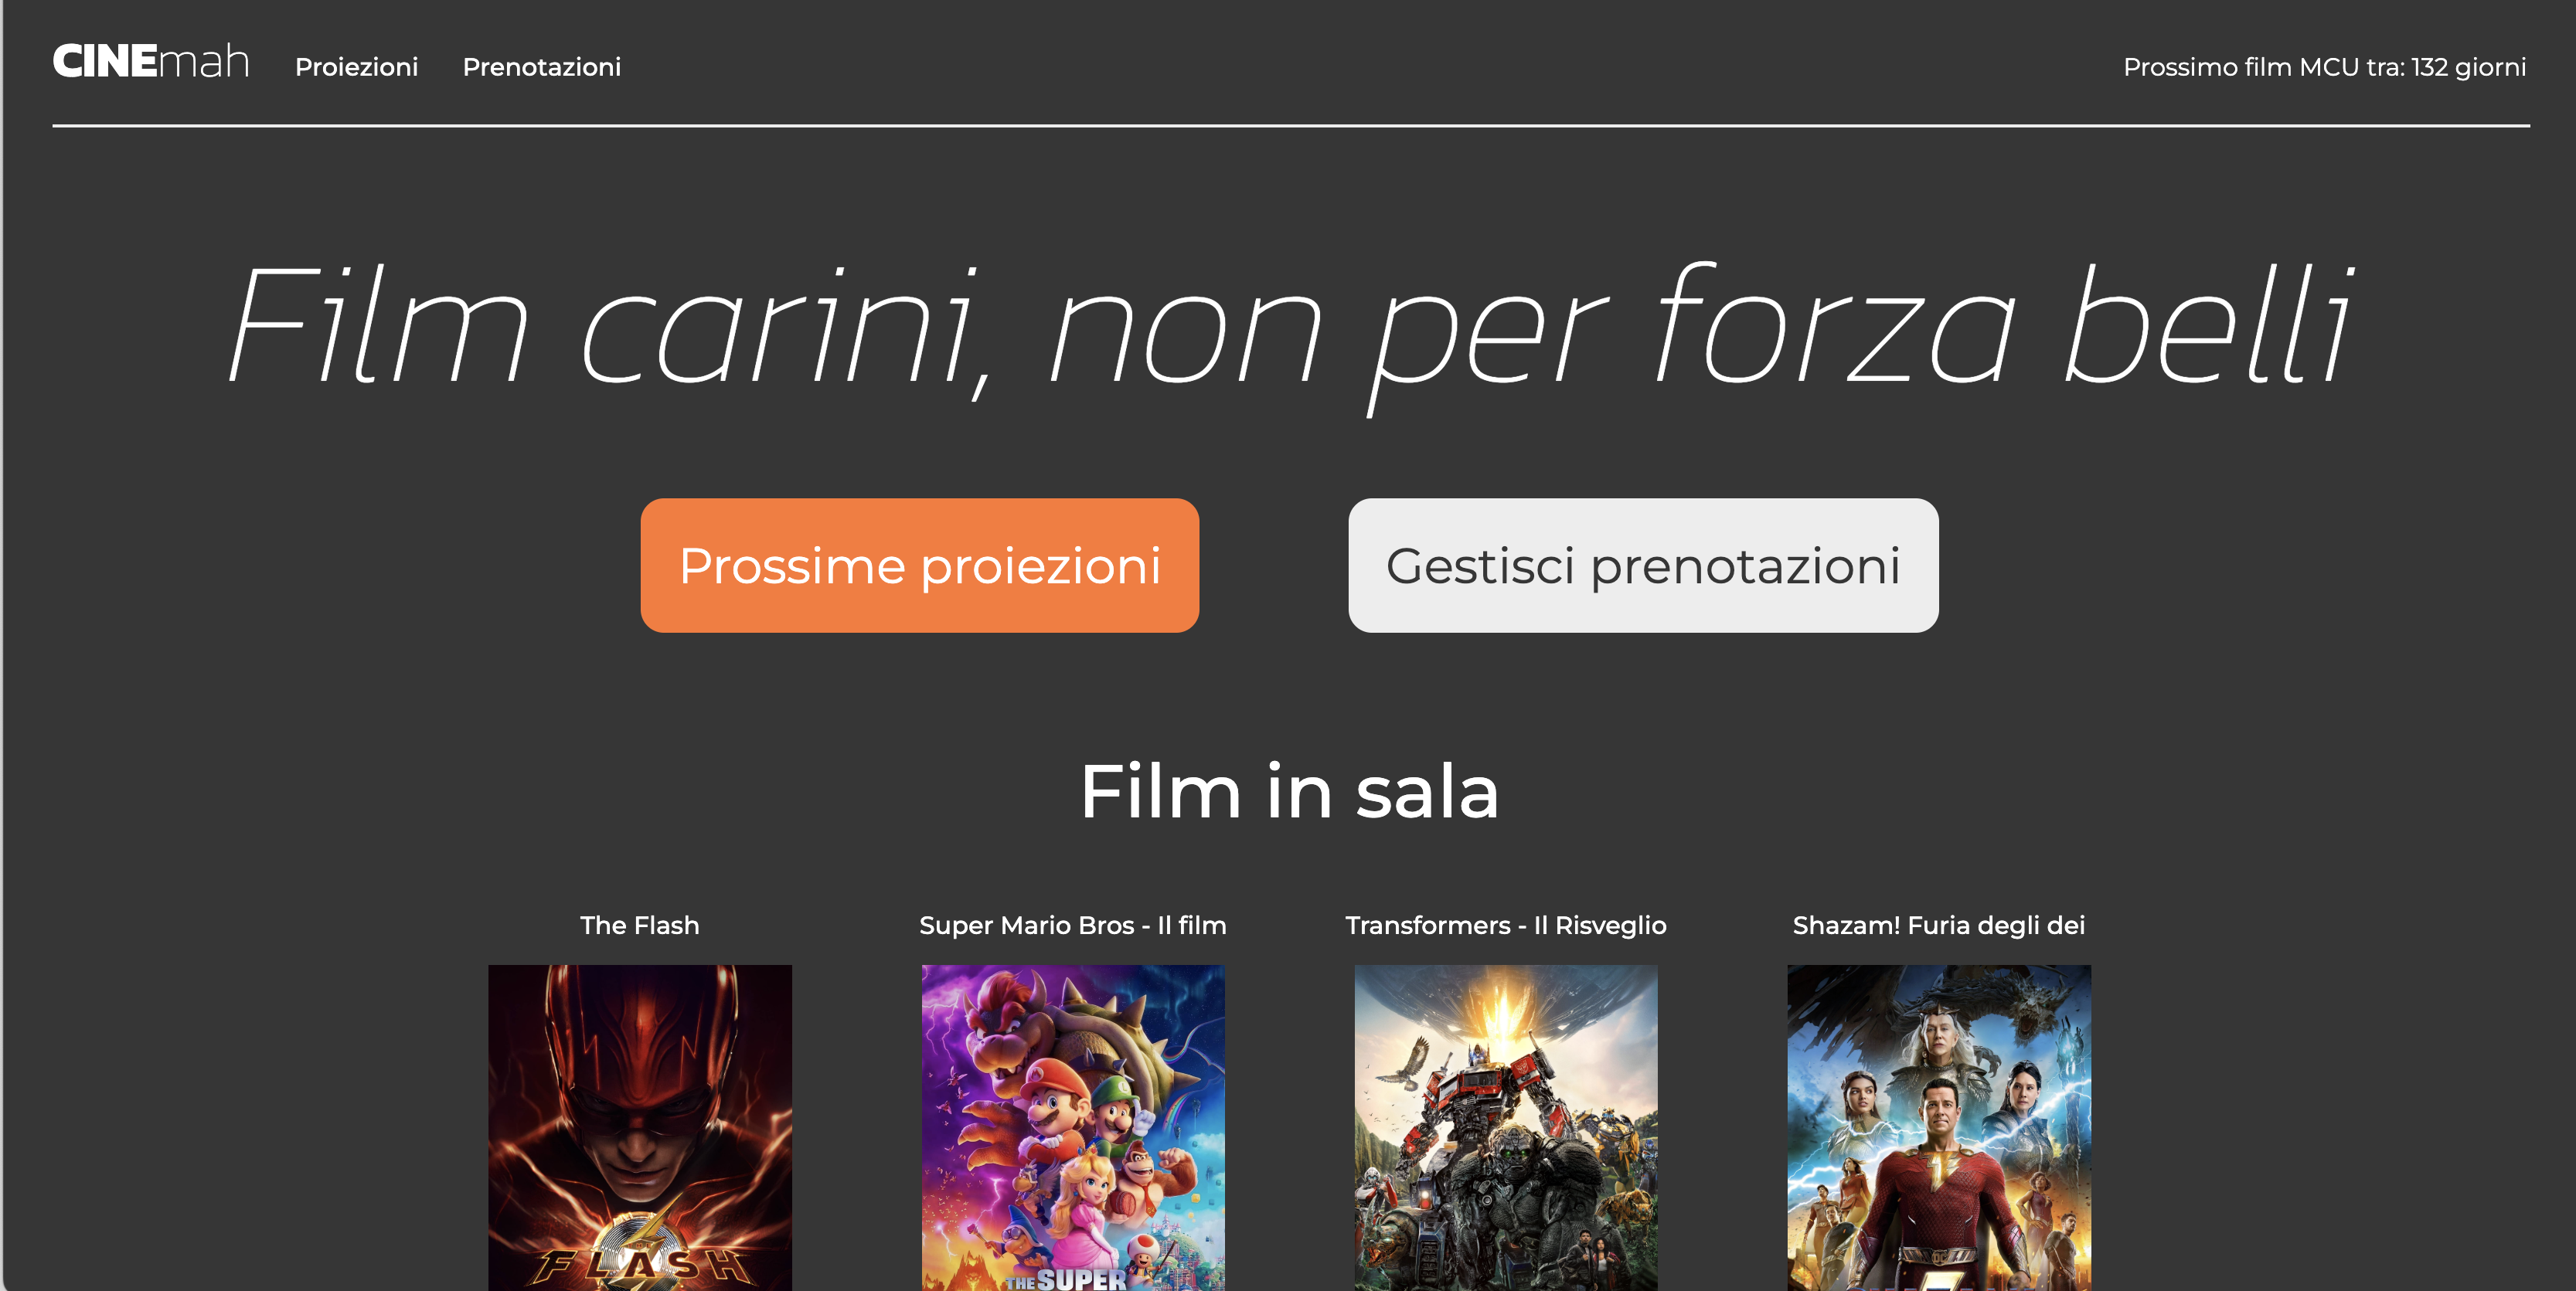 CINEmah Proiezioni Prenotazioni Prossimo film MCU tra: 132 giorni
Film carini, non per forza belli
Prossime proiezioni Gestisci prenotazioni
Film in sala
The Flash Super Mario Bros - Il film Transformers - Il Risveglio Shazam! Furia degli dei
FLASH
THE SUPER